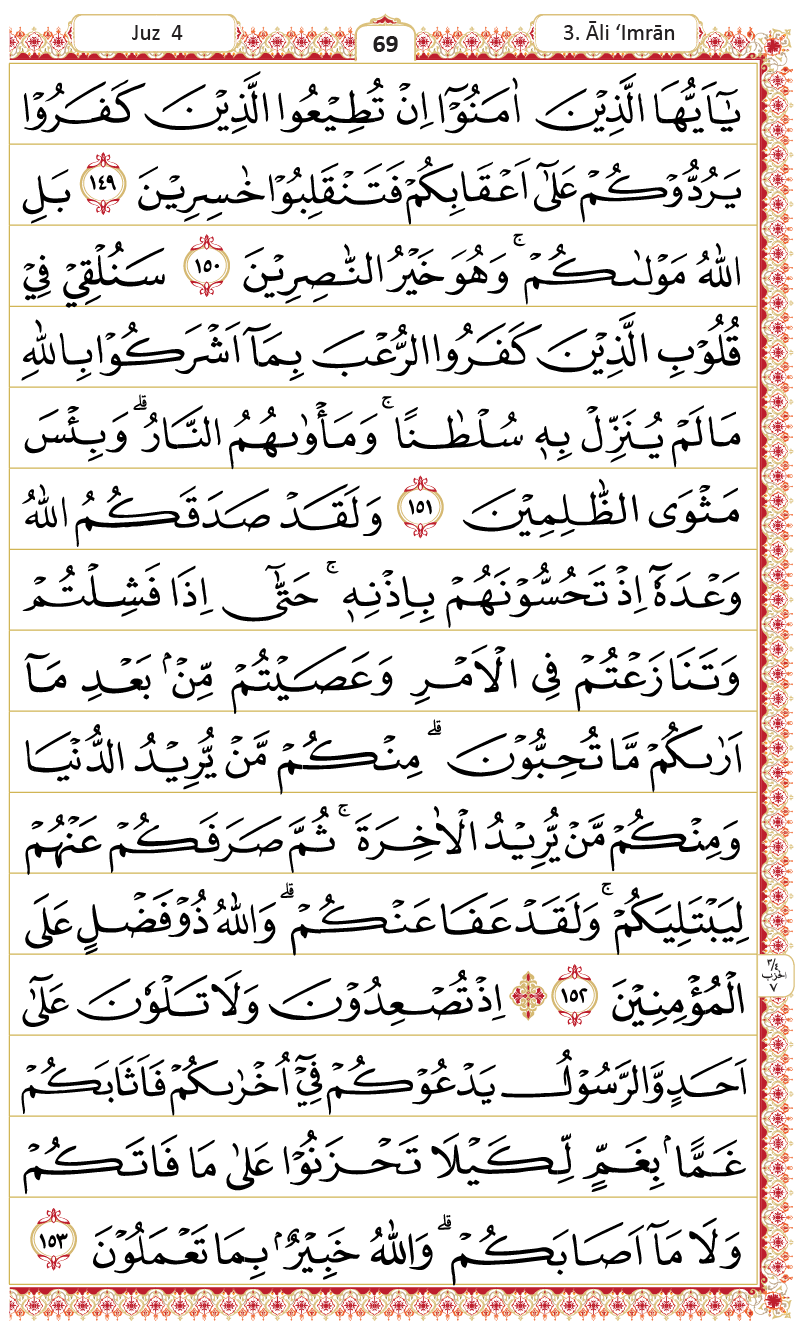 Juz 4
69
3. Āli ‘Imrān
يٰٓاَيُّهَا الَّذِيْنَ اٰمَنُوْٓا اِنْ تُطِيْعُوا الَّذِيْنَ كَفَرُوْا
يَرُدُّوْكُمْ عَلٰٓى اَعْقَابِكُمْ فَتَنْقَلِبُوْا خٰسِرِيْنَ ١٤٩ بَلِ
اللّٰهُ مَوْلٰىكُمْ ۚ وَهُوَ خَيْرُ النّٰصِرِيْنَ ١٥٠ سَنُلْقِيْ فِيْ
قُلُوْبِ الَّذِيْنَ كَفَرُوا الرُّعْبَ بِمَآ اَشْرَكُوْا بِاللّٰهِ
مَا لَمْ يُنَزِّلْ بِهٖ سُلْطٰنًا ۚ وَمَأْوٰىهُمُ النَّارُ ۗ وَبِئْسَ
مَثْوَى الظّٰلِمِيْنَ ١٥١ وَلَقَدْ صَدَقَكُمُ اللّٰهُ
وَعْدَهٗٓ اِذْ تَحُسُّوْنَهُمْ بِاِذْنِهٖ ۚ حَتّٰىٓ اِذَا فَشِلْتُمْ
وَتَنَازَعْتُمْ فِى الْاَمْرِ وَعَصَيْتُمْ مِّنْۢ بَعْدِ مَآ
اَرٰىكُمْ مَّا تُحِبُّوْنَ ۗ مِنْكُمْ مَّنْ يُّرِيْدُ الدُّنْيَا
وَمِنْكُمْ مَّنْ يُّرِيْدُ الْاٰخِرَةَ ۚ ثُمَّ صَرَفَكُمْ عَنْهُمْ
لِيَبْتَلِيَكُمْ ۚ وَلَقَدْ عَفَا عَنْكُمْ ۗ وَاللّٰهُ ذُوْ فَضْلٍ عَلَى
الْمُؤْمِنِيْنَ ١٥٢ اِذْ تُصْعِدُوْنَ وَلَا تَلْوٗنَ عَلٰٓى
٣/٤
الحزب
٧
اَحَدٍ وَّالرَّسُوْلُ يَدْعُوْكُمْ فِيْٓ اُخْرٰىكُمْ فَاَثَابَكُمْ
غَمًّاۢ بِغَمٍّ لِّكَيْلَا تَحْزَنُوْا عَلٰى مَا فَاتَكُمْ
وَلَا مَآ اَصَابَكُمْ ۗ وَاللّٰهُ خَبِيْرٌۢ بِمَا تَعْمَلُوْنَ ١٥٣